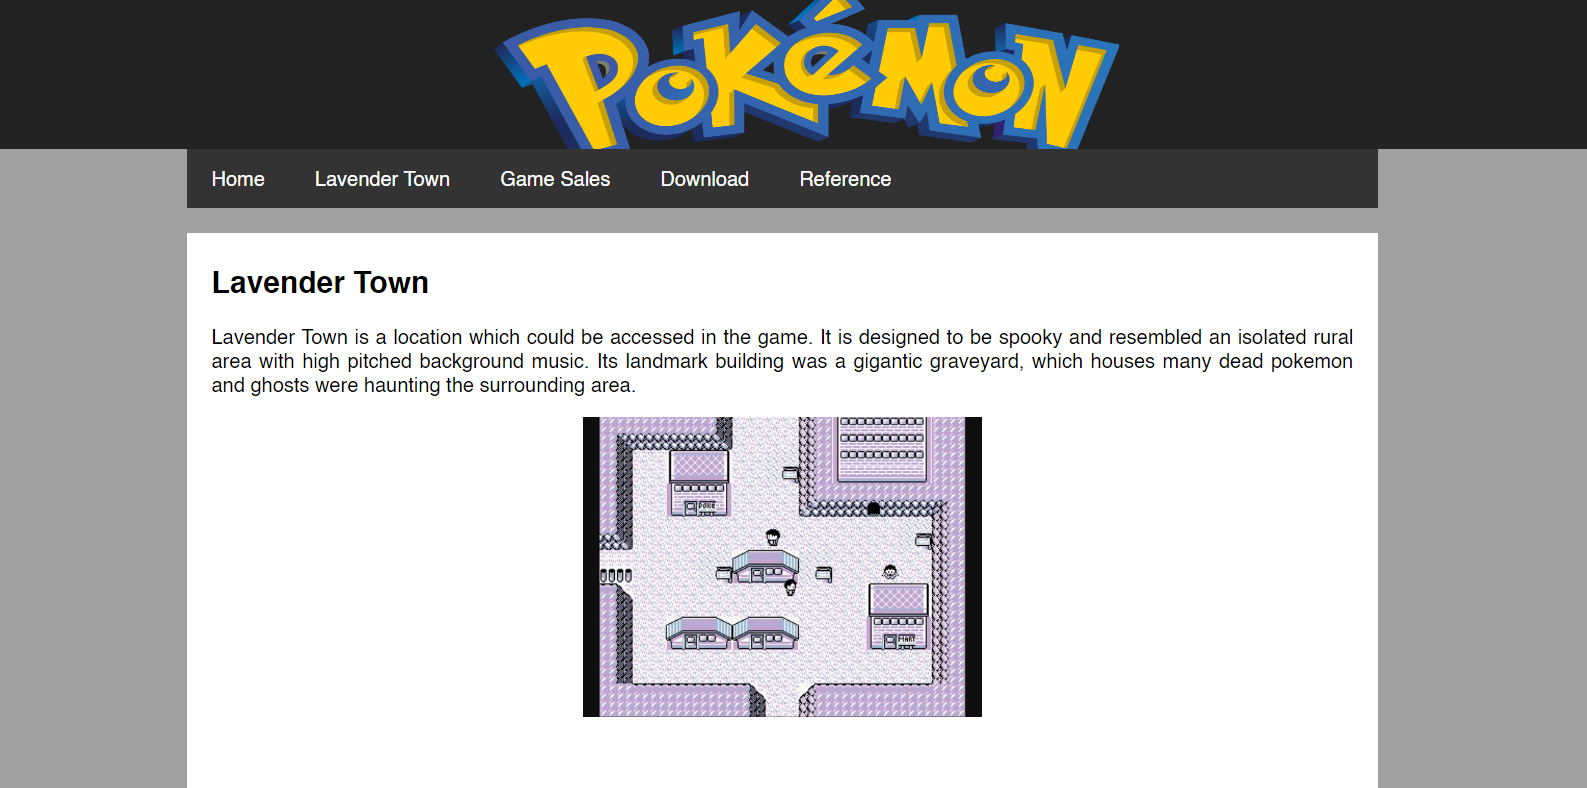 POKéMON
Home Lavender Town Game Sales Download Reference
Lavender Town
Lavender Town is a location which could be accessed in the game. It is designed to be spooky and resembled an isolated rural
area with high pitched background music. Its landmark building was a gigantic graveyard, which houses many dead pokemon
and ghosts were haunting the surrounding area.
POKé
MART